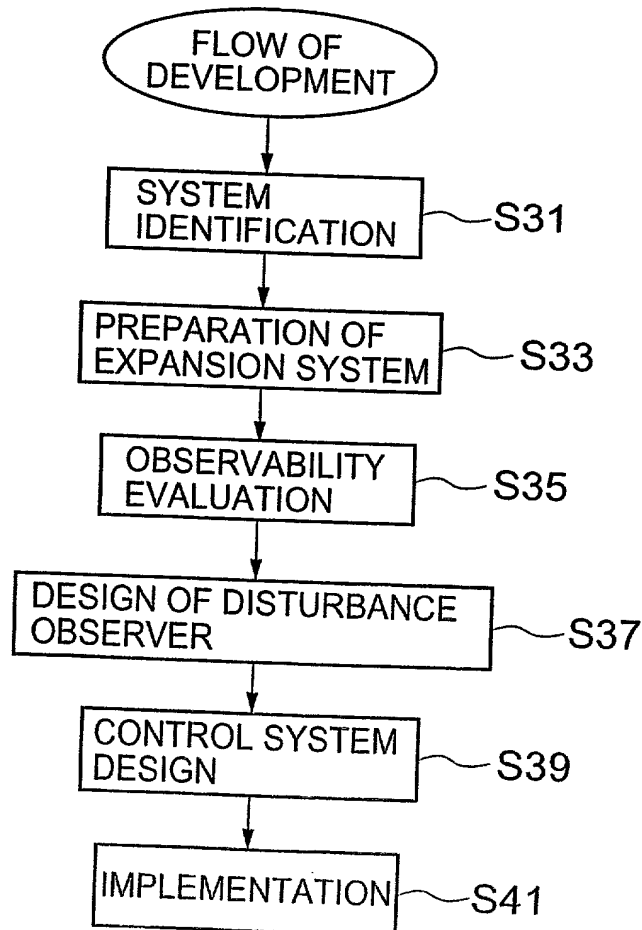 FLOW OF
DEVELOPMENT
SYSTEM
IDENTIFICATION
S31
PREPARATION OF
EXPANSION SYSTEM
S33
OBSERVABILITY
EVALUATION
S35
DESIGN OF DISTURBANCE
OBSERVER
S37
CONTROL SYSTEM
DESIGN
S39
IMPLEMENTATION
S41